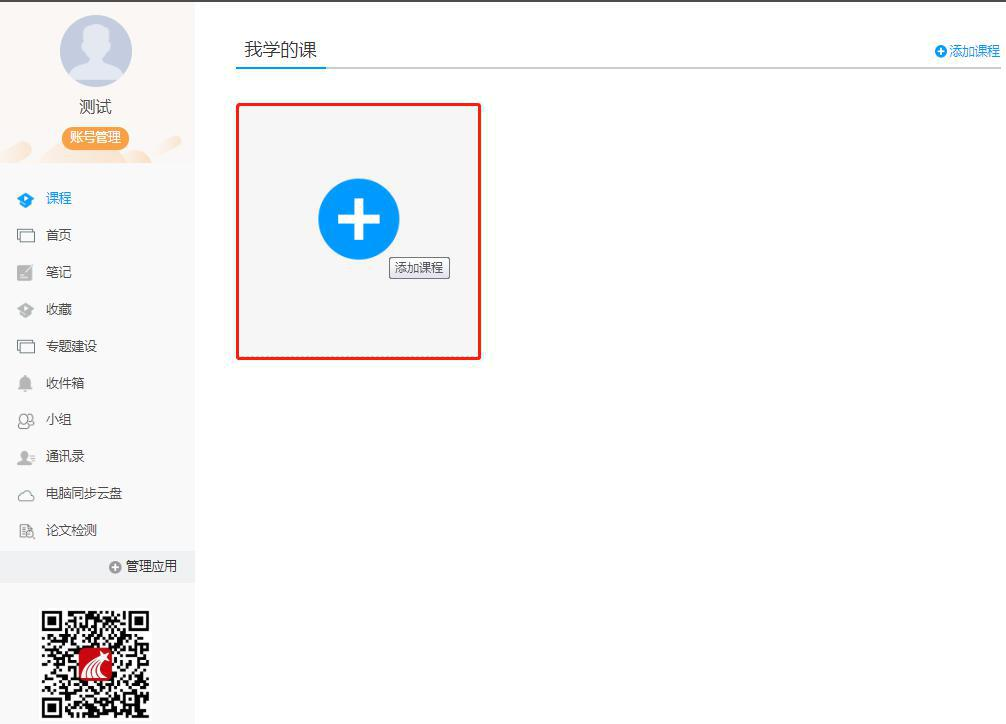 测试
账号管理
课程
首页
笔记
收藏
专题建设
收件箱
小组
通讯录
电脑同步云盘
论文检测
管理应用
我学的课
添加课程
添加课程